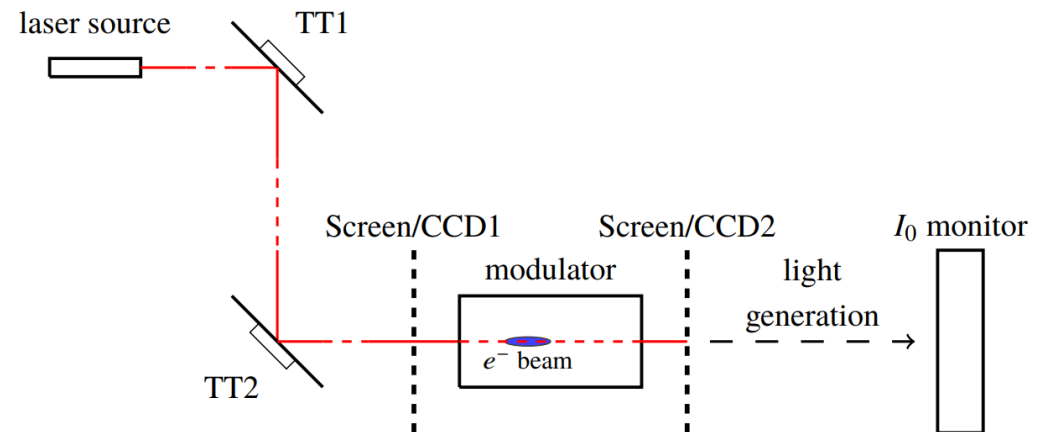 laser source
TT1
Screen/CCD1
Screen/CCD2
I₀ monitor
modulator
light
generation
e⁻ beam
TT2